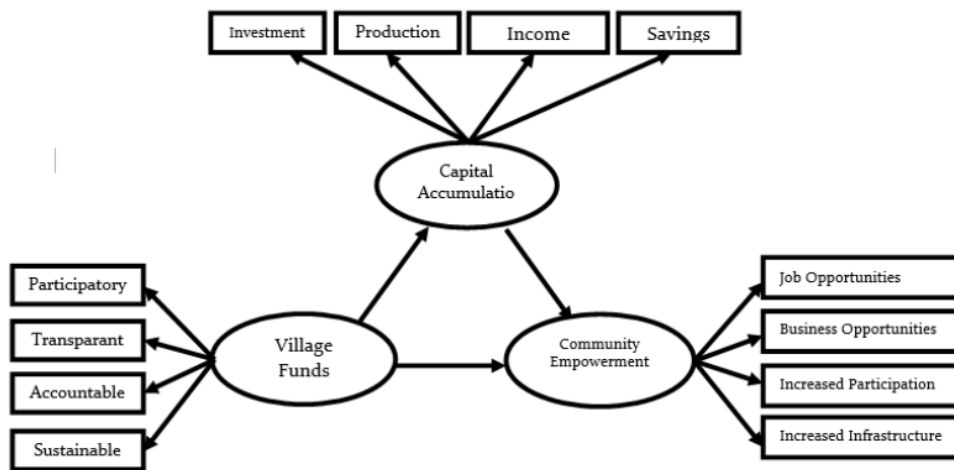 Investment
Production
Income
Savings
Capital
Accumulatio
Participatory
Transparant
Accountable
Sustainable
Village
Funds
Community
Empowerment
Job Opportunities
Business Opportunities
Increased Participation
Increased Infrastructure